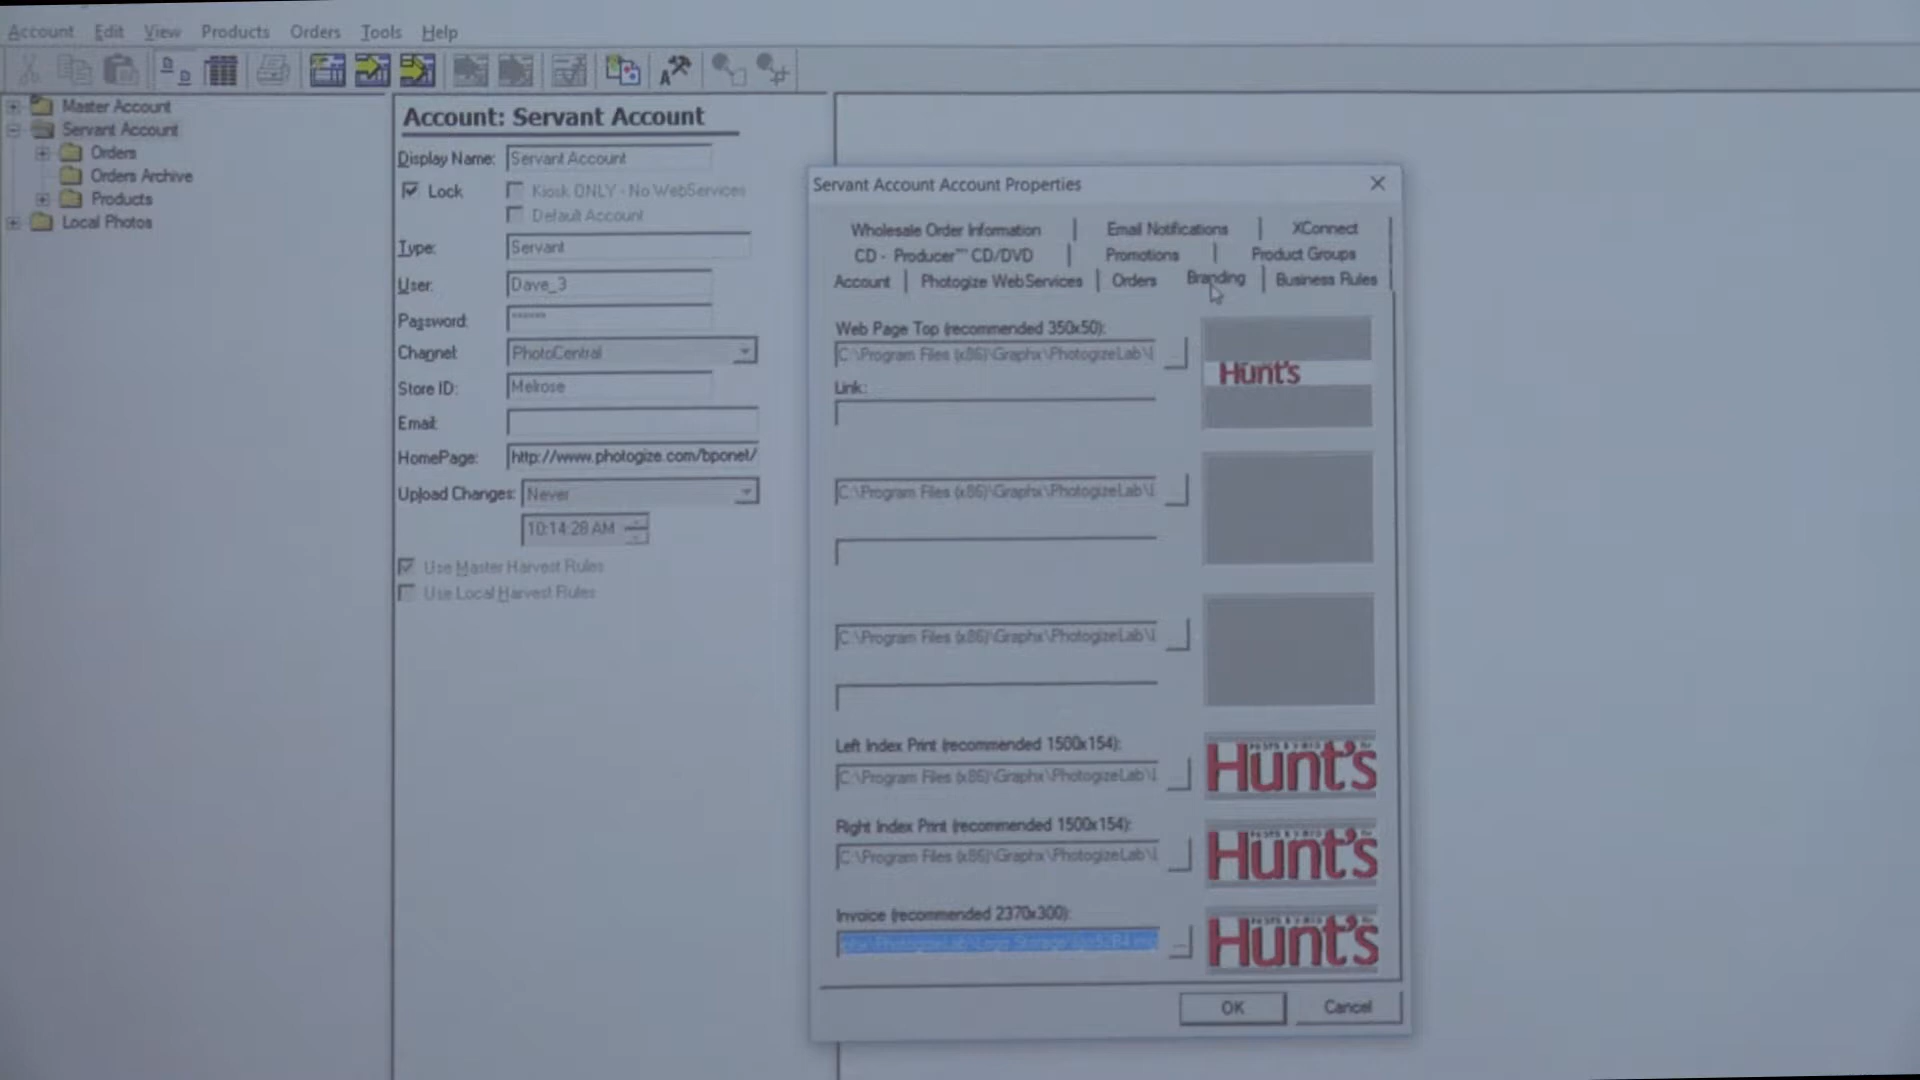 Account Edit View Products Orders Tools Help
Master Account
Servant Account
Orders
Orders Archive
Products
Local Photos
Account: Servant Account
Display Name: Servant Account
Lock Kiosk ONLY - No WebServices
Default Account
Type: Servant
User: Dave_3
Password: ******
Channel: PhotoCentral
Store ID: Melrose
Email:
HomePage: http://www.photogize.com/bponet/
Upload Changes: Never
10:14:28 AM
Use Master Harvest Rules
Use Local Harvest Rules
Servant Account Account Properties
Wholesale Order Information Email Notifications XConnect
CD - Producer™ CD/DVD Promotions Product Groups
Account Photogize WebServices Orders Branding Business Rules
Web Page Top (recommended 350x50):
C:\Program Files (x86)\Graphx\PhotogizeLab\
Hunt's
Link:
C:\Program Files (x86)\Graphx\PhotogizeLab\
C:\Program Files (x86)\Graphx\PhotogizeLab\
Left Index Print (recommended 1500x154):
C:\Program Files (x86)\Graphx\PhotogizeLab\
Hunt's
Right Index Print (recommended 1500x154):
C:\Program Files (x86)\Graphx\PhotogizeLab\
Hunt's
Invoice (recommended 2370x300):
Hunt's
OK Cancel